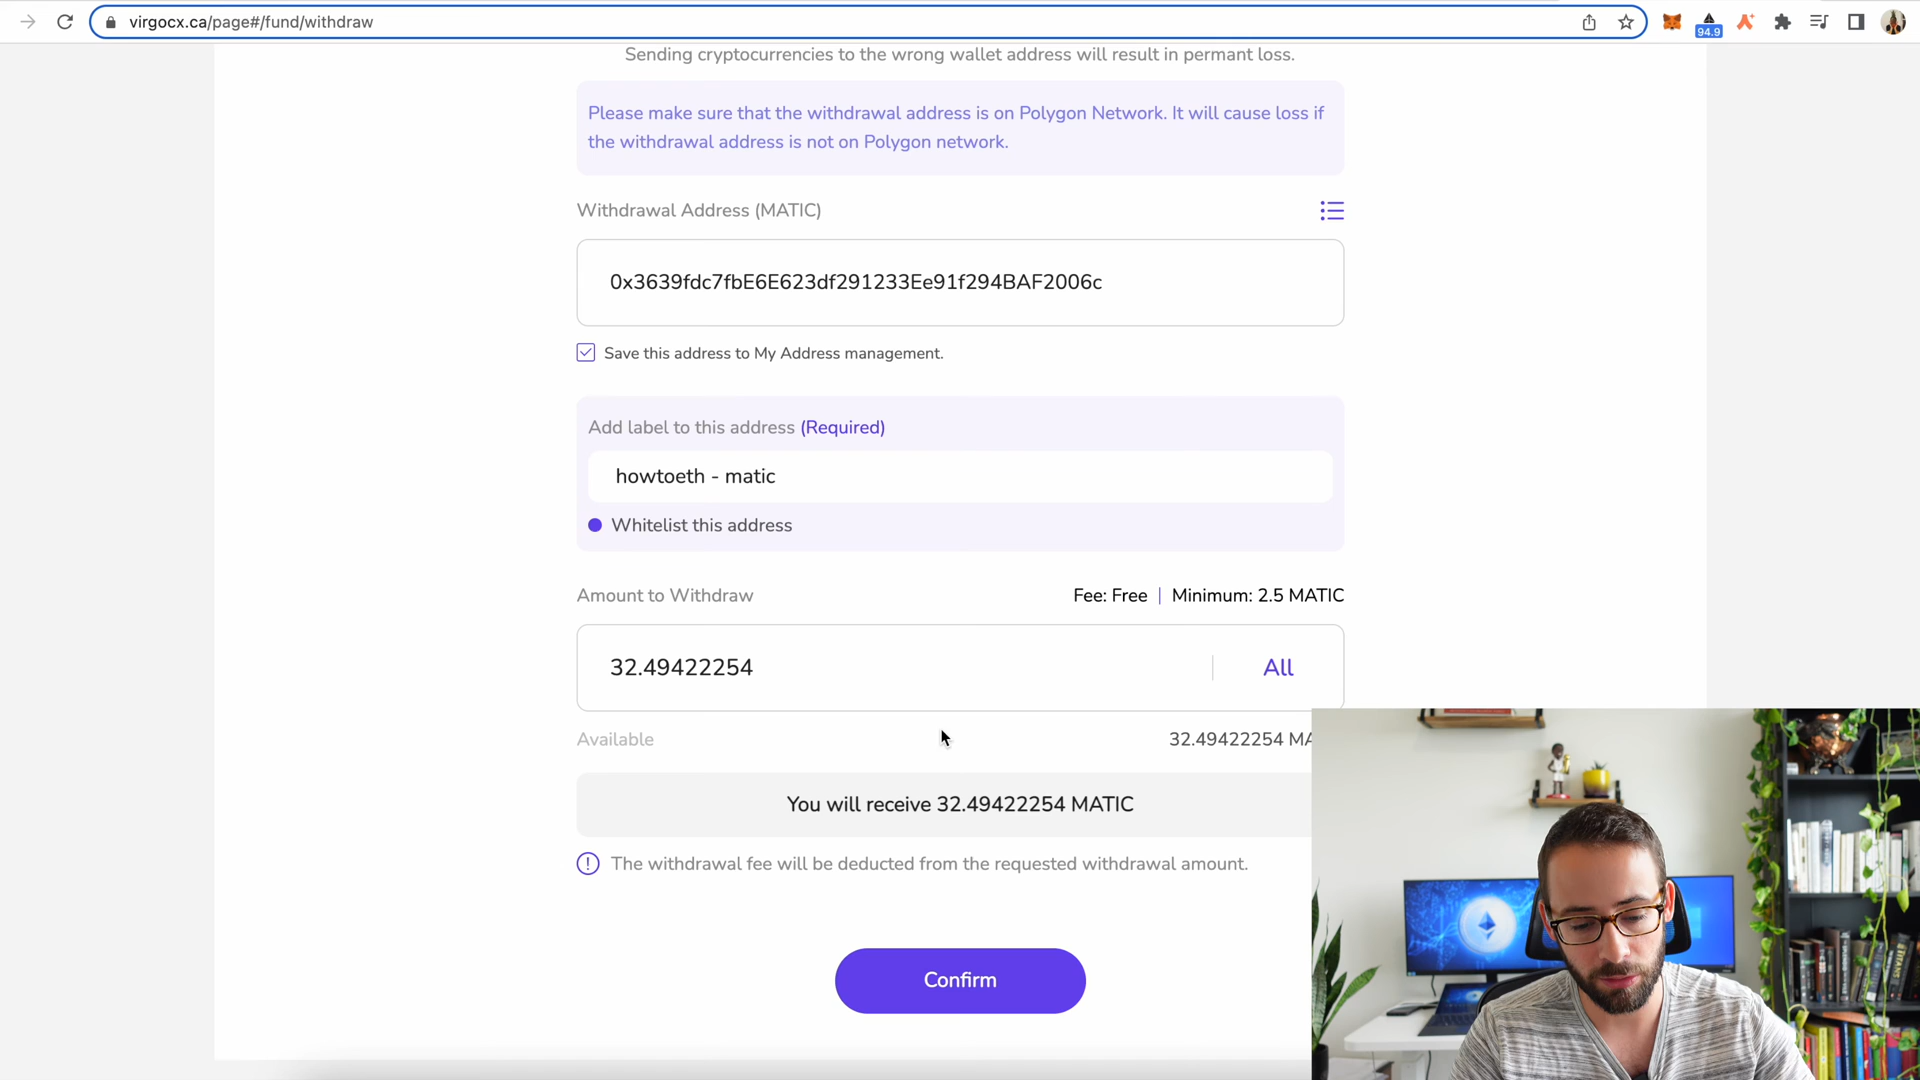 virgocx.ca/page#/fund/withdraw
94.9
Sending cryptocurrencies to the wrong wallet address will result in permant loss.
Please make sure that the withdrawal address is on Polygon Network. It will cause loss if
the withdrawal address is not on Polygon network.
Withdrawal Address (MATIC)
0x3639fdc7fbE6E623df291233Ee91f294BAF2006c
Save this address to My Address management.
Add label to this address (Required)
howtoeth - matic
Whitelist this address
Amount to Withdraw
Fee: Free | Minimum: 2.5 MATIC
32.49422254
All
Available
32.49422254 MA
You will receive 32.49422254 MATIC
The withdrawal fee will be deducted from the requested withdrawal amount.
Confirm